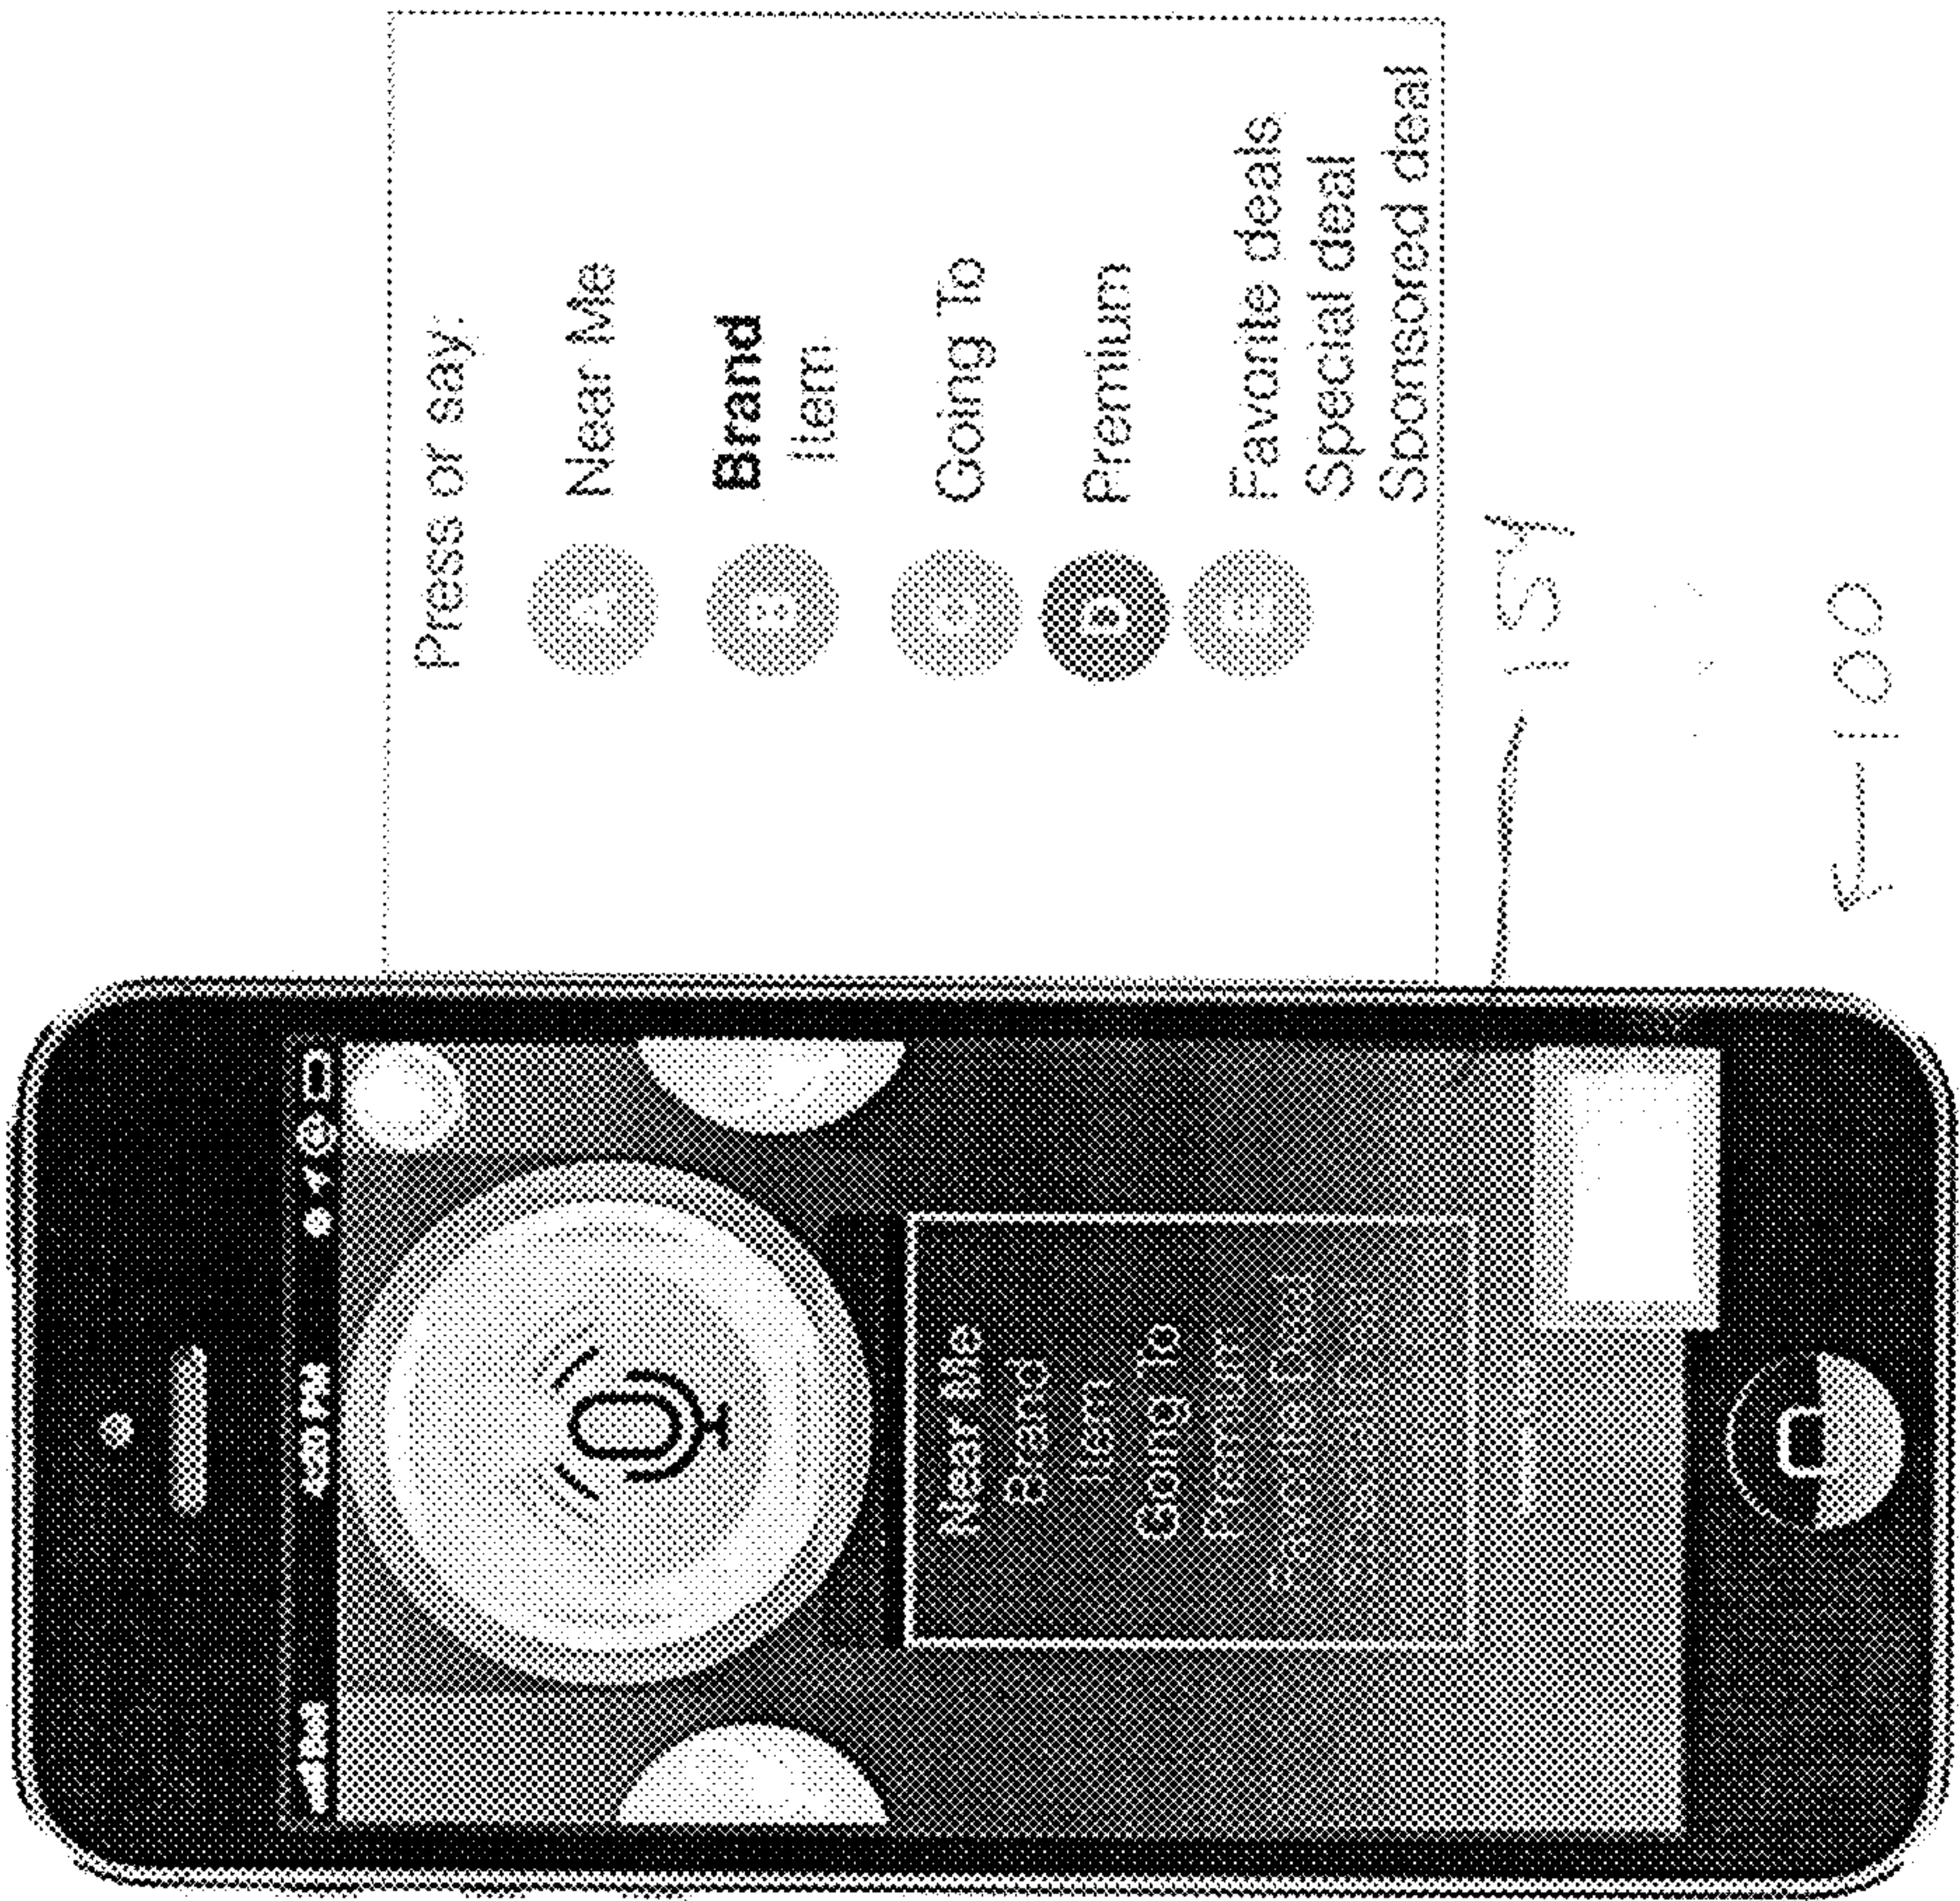 Press or say:
A Near Me
B Brand
Item
C Going To
D Premium
E Favorite deals
Special deal
Sponsored deal
154
100
Near Me
Brand
Item
Going To
Premium